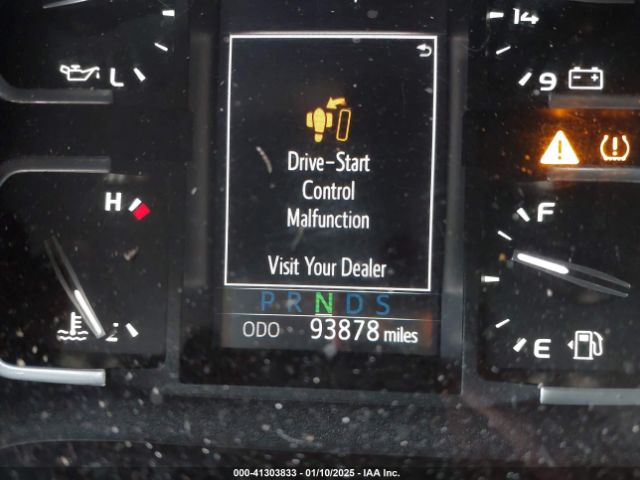 14
L
9
Drive-Start
Control
Malfunction
Visit Your Dealer
H
F
P R N D S
E
ODO 93878 miles
000-41303833 - 01/10/2025 - IAA Inc.